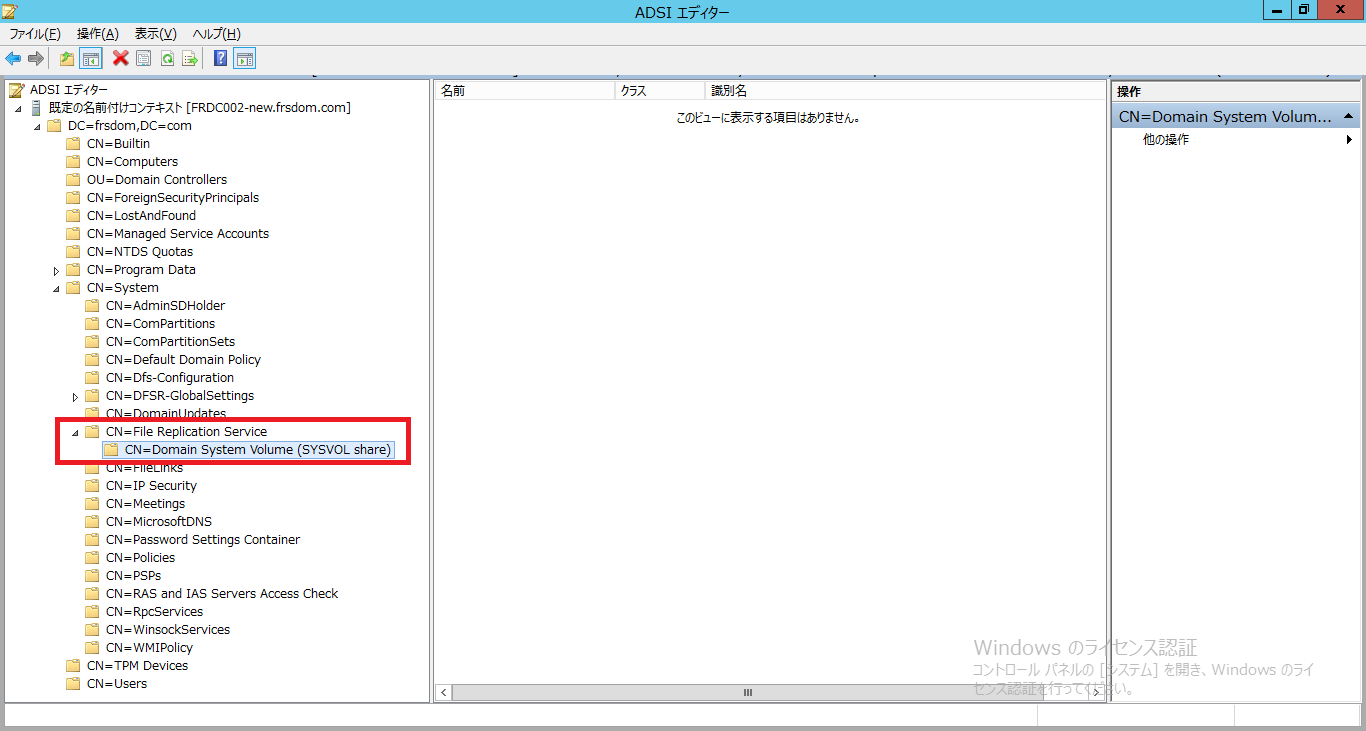 ADSI エディター
ファイル(F) 操作(A) 表示(V) ヘルプ(H)
ADSI エディター
既定の名前付けコンテキスト [FRDC002-new.frsdom.com]
DC=frsdom,DC=com
CN=Builtin
CN=Computers
OU=Domain Controllers
CN=ForeignSecurityPrincipals
CN=LostAndFound
CN=Managed Service Accounts
CN=NTDS Quotas
CN=Program Data
CN=System
CN=AdminSDHolder
CN=ComPartitions
CN=ComPartitionSets
CN=Default Domain Policy
CN=Dfs-Configuration
CN=DFSR-GlobalSettings
CN=DomainUpdates
CN=File Replication Service
CN=Domain System Volume (SYSVOL share)
CN=FileLinks
CN=IP Security
CN=Meetings
CN=MicrosoftDNS
CN=Password Settings Container
CN=Policies
CN=PSPs
CN=RAS and IAS Servers Access Check
CN=RpcServices
CN=WinsockServices
CN=WMIPolicy
CN=TPM Devices
CN=Users
名前 クラス 識別名
このビューに表示する項目はありません。
操作
CN=Domain System Volum...
他の操作
Windows のライセンス認証
コントロール パネルの [システム] を開き、Windows のライ
センス認証を行ってください。